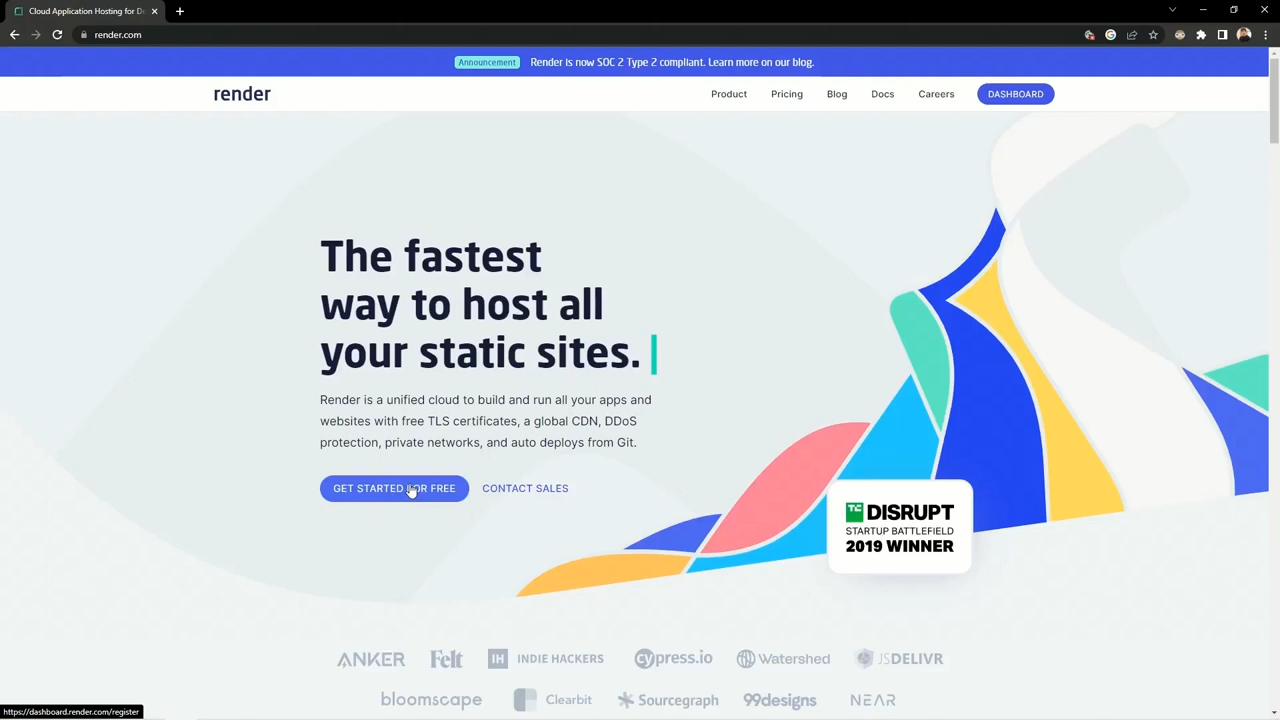 Cloud Application Hosting for De
render.com
Announcement Render is now SOC 2 Type 2 compliant. Learn more on our blog.
render
Product Pricing Blog Docs Careers DASHBOARD
The fastest
way to host all
your static sites.
Render is a unified cloud to build and run all your apps and
websites with free TLS certificates, a global CDN, DDoS
protection, private networks, and auto deploys from Git.
GET STARTED FOR FREE CONTACT SALES
TC DISRUPT
STARTUP BATTLEFIELD
2019 WINNER
ANKER Felt IH INDIE HACKERS cypress.io Watershed JSDELIVR
bloomscape Clearbit Sourcegraph 99designs NEAR
https://dashboard.render.com/register